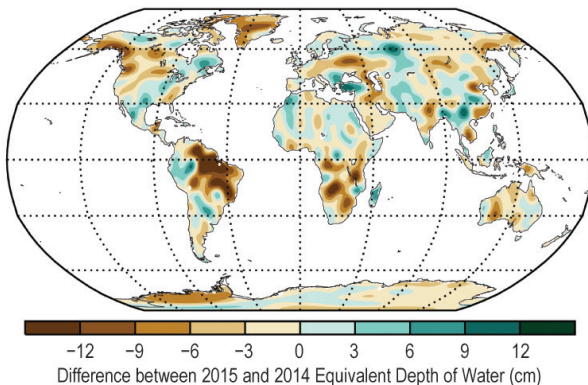 −12 −9 −6 −3 0 3 6 9 12
Difference between 2015 and 2014 Equivalent Depth of Water (cm)